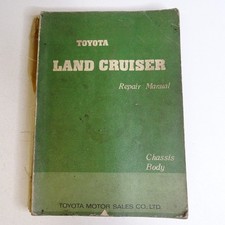 TOYOTA
LAND CRUISER
Repair Manual
Chassis
Body
TOYOTA MOTOR SALES CO., LTD.